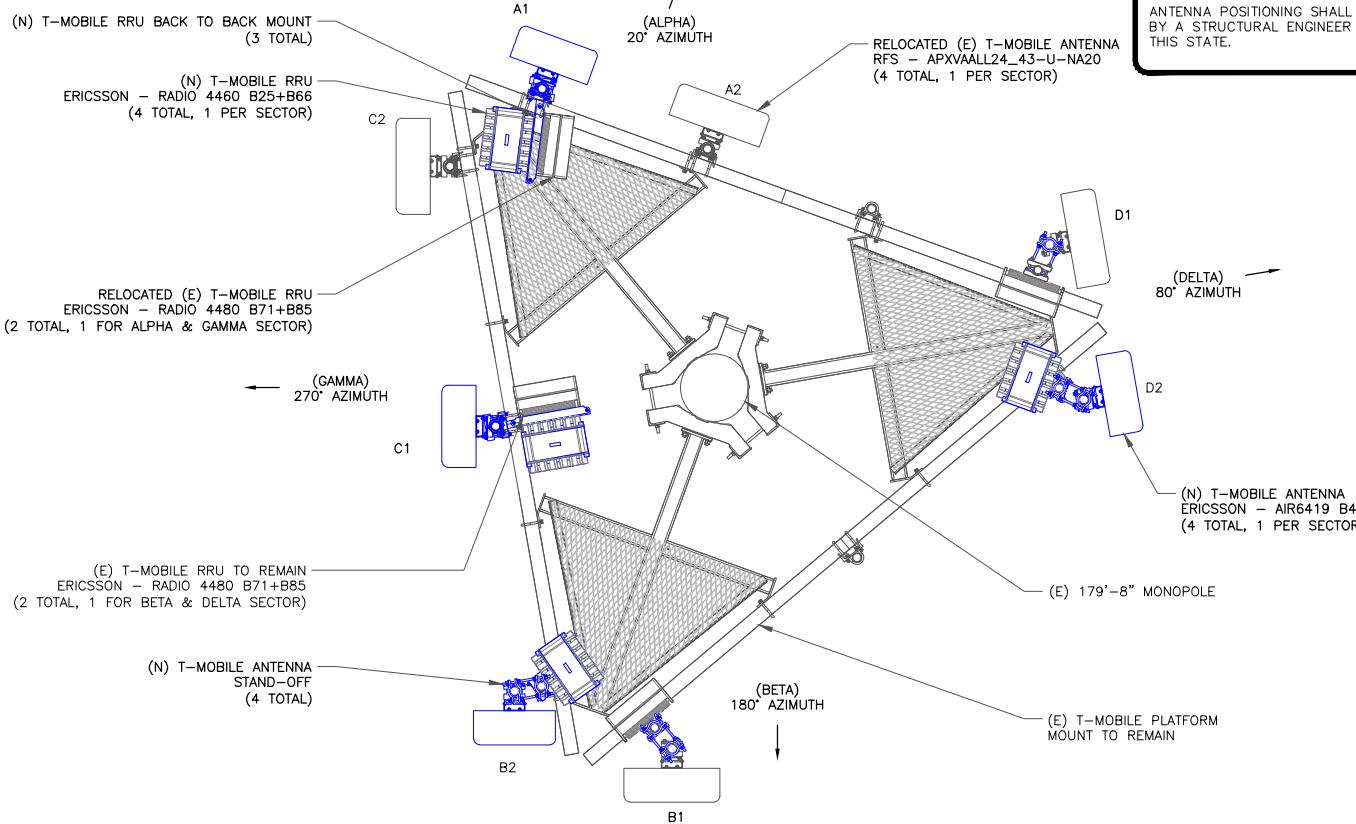 A1
(N) T-MOBILE RRU BACK TO BACK MOUNT
(3 TOTAL)
(ALPHA)
20° AZIMUTH
ANTENNA POSITIONING SHALL
BY A STRUCTURAL ENGINEER
THIS STATE.
RELOCATED (E) T-MOBILE ANTENNA
RFS - APXVAALL24_43-U-NA20
(4 TOTAL, 1 PER SECTOR)
(N) T-MOBILE RRU
ERICSSON - RADIO 4460 B25+B66
(4 TOTAL, 1 PER SECTOR)
A2
C2
D1
RELOCATED (E) T-MOBILE RRU
ERICSSON - RADIO 4480 B71+B85
(2 TOTAL, 1 FOR ALPHA & GAMMA SECTOR)
(DELTA)
80° AZIMUTH
(GAMMA)
270° AZIMUTH
D2
C1
(N) T-MOBILE ANTENNA
ERICSSON - AIR6419 B4
(4 TOTAL, 1 PER SECTOR
(E) T-MOBILE RRU TO REMAIN
ERICSSON - RADIO 4480 B71+B85
(2 TOTAL, 1 FOR BETA & DELTA SECTOR)
(E) 179'-8" MONOPOLE
(N) T-MOBILE ANTENNA
STAND-OFF
(4 TOTAL)
(BETA)
180° AZIMUTH
(E) T-MOBILE PLATFORM
MOUNT TO REMAIN
B2
B1